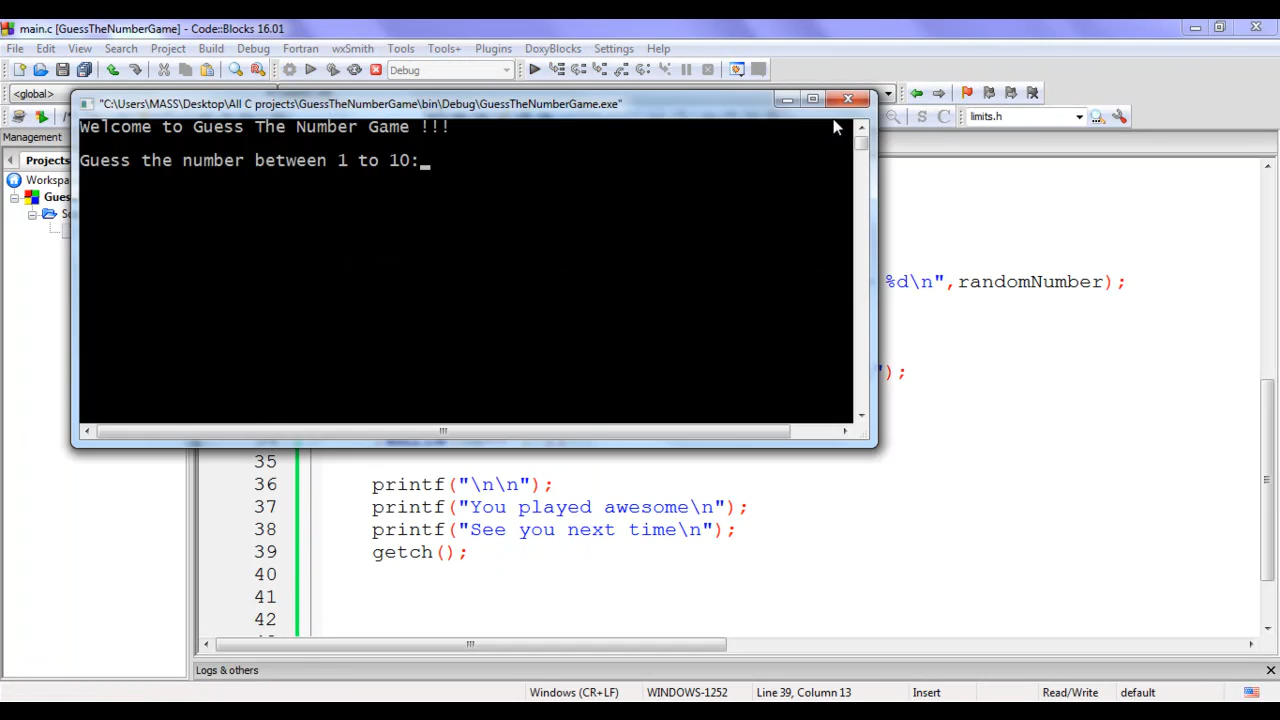 main.c [GuessTheNumberGame] - Code::Blocks 16.01
File Edit View Search Project Build Debug Fortran wxSmith Tools Tools+ Plugins DoxyBlocks Settings Help
Debug
<global>
limits.h
Management
"C:\Users\MASS\Desktop\All C projects\GuessTheNumberGame\bin\Debug\GuessTheNumberGame.exe"
Welcome to Guess The Number Game !!!
Guess the number between 1 to 10:_
Projects
Workspa
Gues
So
%d\n",randomNumber);
");
35
36 printf("\n\n");
37 printf("You played awesome\n");
38 printf("See you next time\n");
39 getch();
40
41
42
Logs & others
Windows (CR+LF) WINDOWS-1252 Line 39, Column 13 Insert Read/Write default